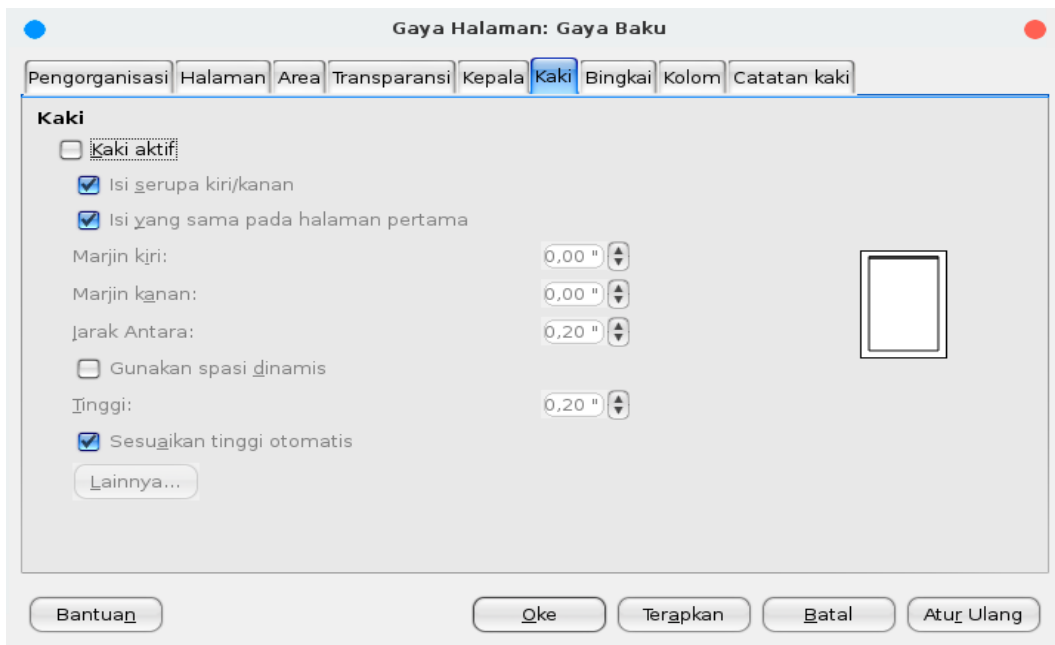 Gaya Halaman: Gaya Baku
Pengorganisasi Halaman Area Transparansi Kepala Kaki Bingkai Kolom Catatan kaki
Kaki
Kaki aktif
Isi serupa kiri/kanan
Isi yang sama pada halaman pertama
Marjin kiri: 0,00 "
Marjin kanan: 0,00 "
Jarak Antara: 0,20 "
Gunakan spasi dinamis
Tinggi: 0,20 "
Sesuaikan tinggi otomatis
Lainnya...
Bantuan Oke Terapkan Batal Atur Ulang